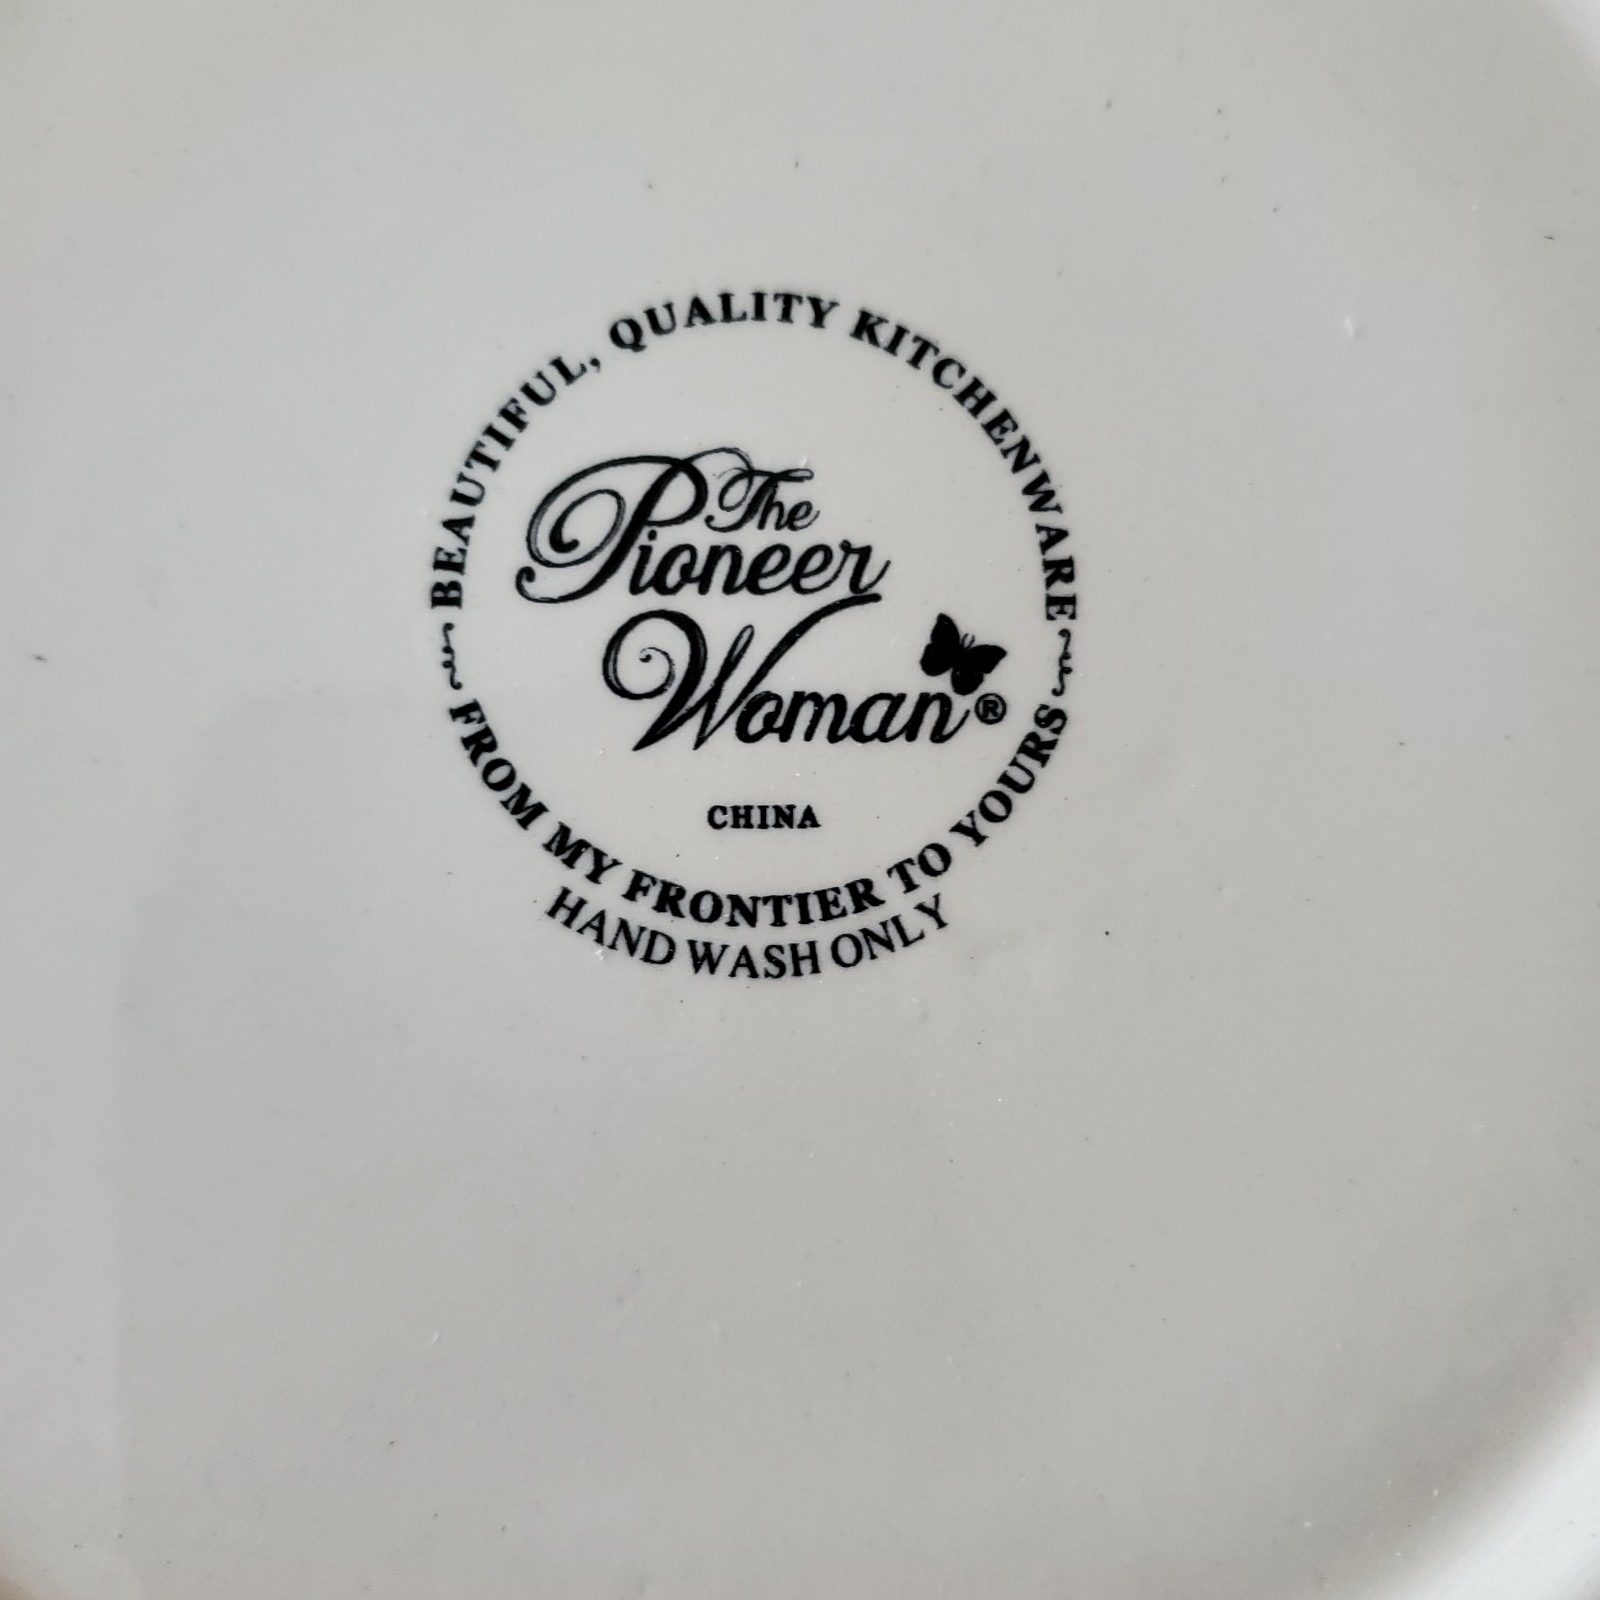 BEAUTIFUL, QUALITY KITCHENWARE
The
Pioneer
Woman®
CHINA
FROM MY FRONTIER TO YOURS
HAND WASH ONLY